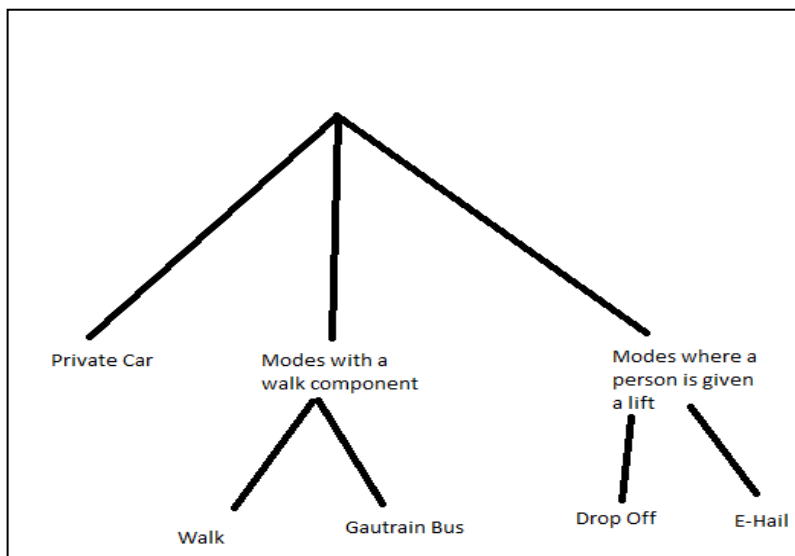 Private Car
Modes with a
walk component
Modes where a
person is given
a lift
Walk
Gautrain Bus
Drop Off
E-Hail